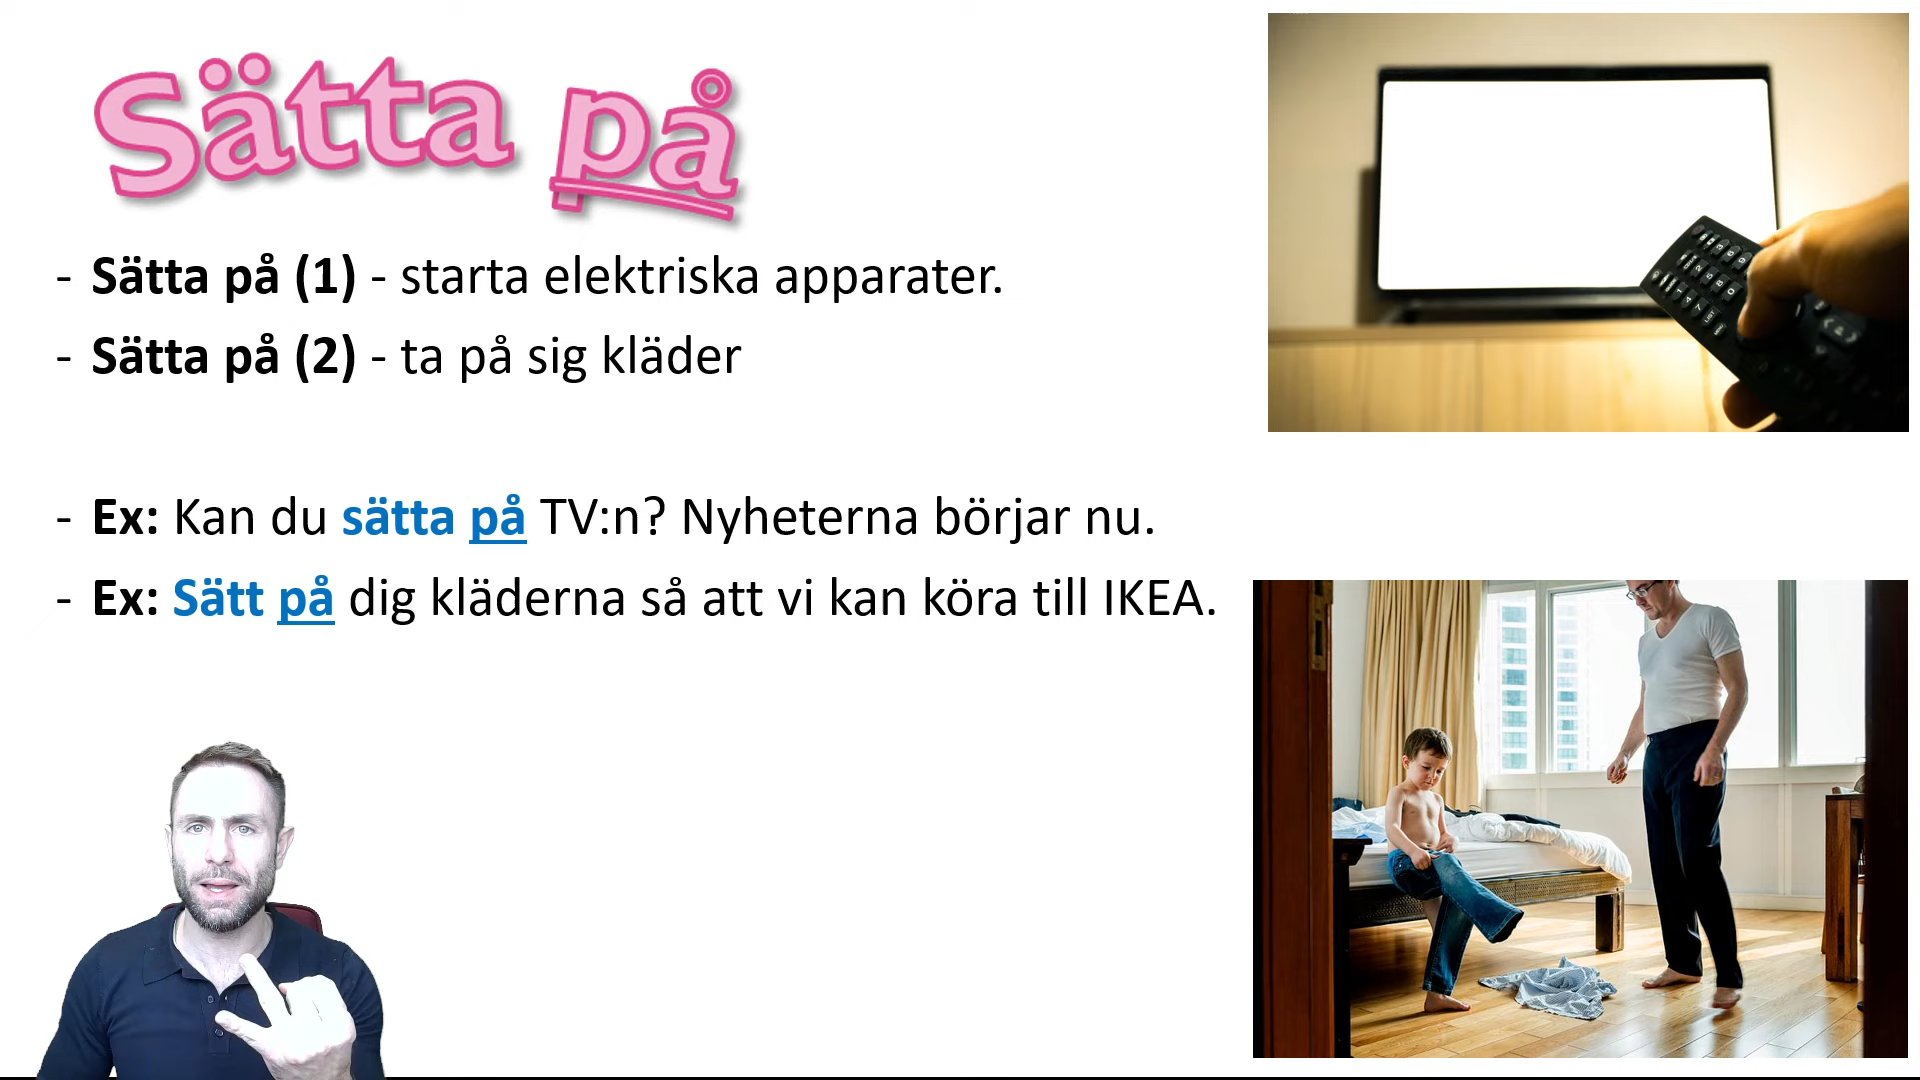 Sätta på
- Sätta på (1) - starta elektriska apparater.
- Sätta på (2) - ta på sig kläder
- Ex: Kan du sätta på TV:n? Nyheterna börjar nu.
- Ex: Sätt på dig kläderna så att vi kan köra till IKEA.